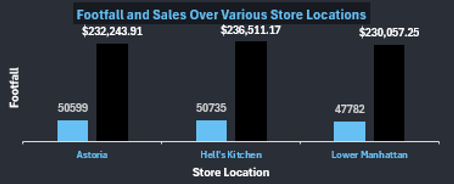 Footfall and Sales Over Various Store Locations
$232,243.91 $236,511.17 $230,057.25
50599 50735 47782
Footfall
Astoria Hell's Kitchen Lower Manhattan
Store Location